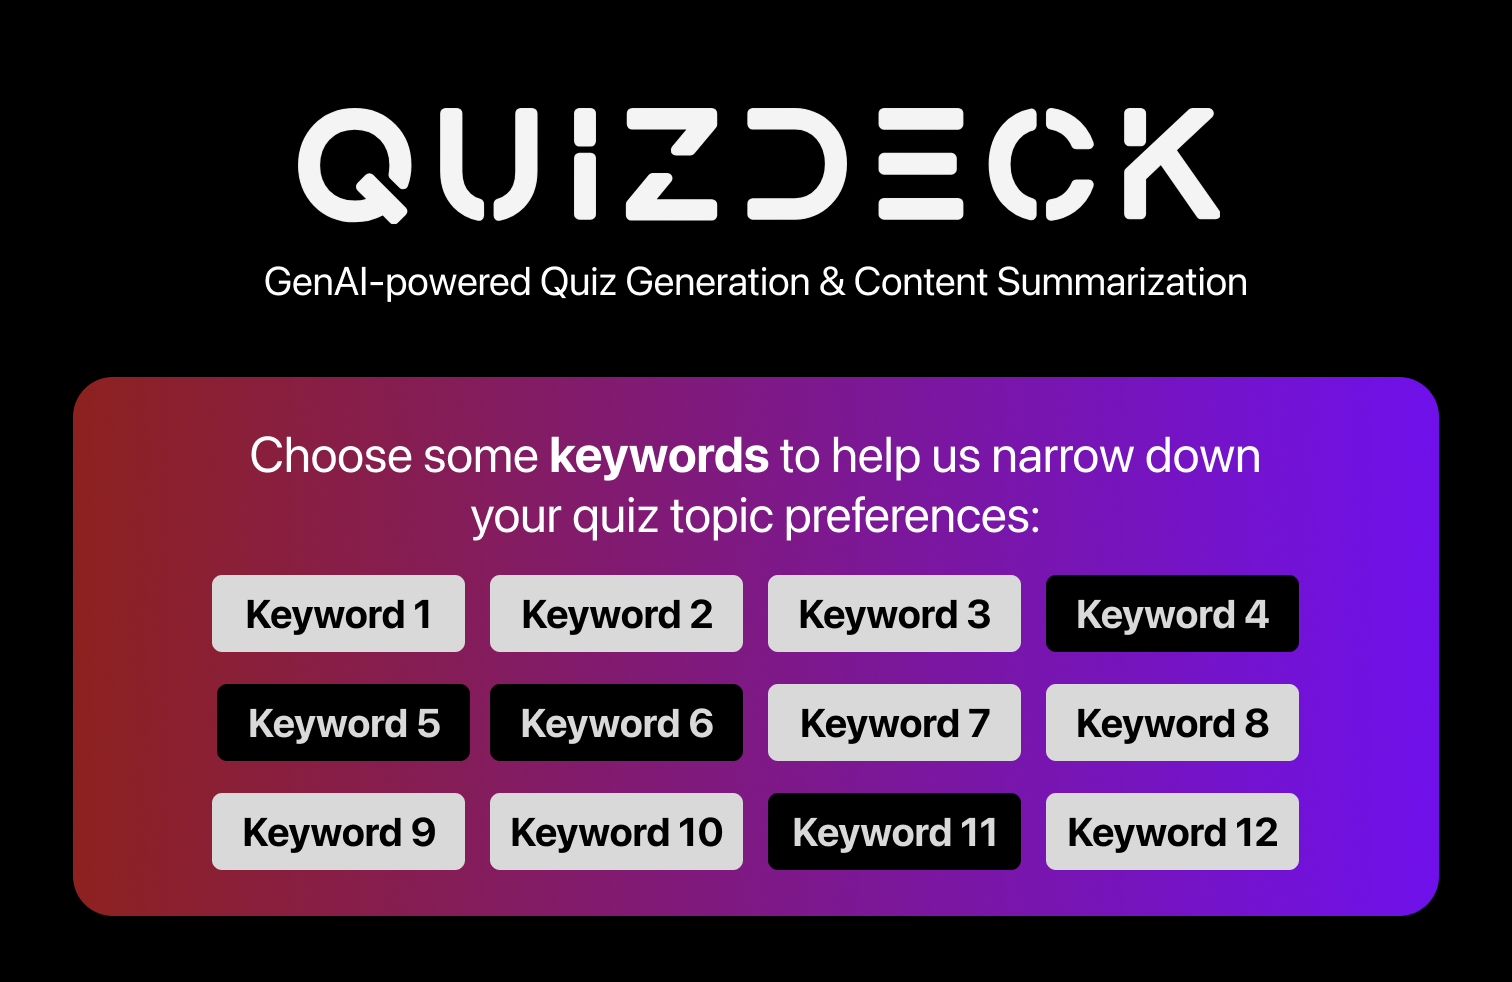 QUIZDECK
GenAI-powered Quiz Generation & Content Summarization
Choose some keywords to help us narrow down
your quiz topic preferences:
Keyword 1 Keyword 2 Keyword 3 Keyword 4
Keyword 5 Keyword 6 Keyword 7 Keyword 8
Keyword 9 Keyword 10 Keyword 11 Keyword 12